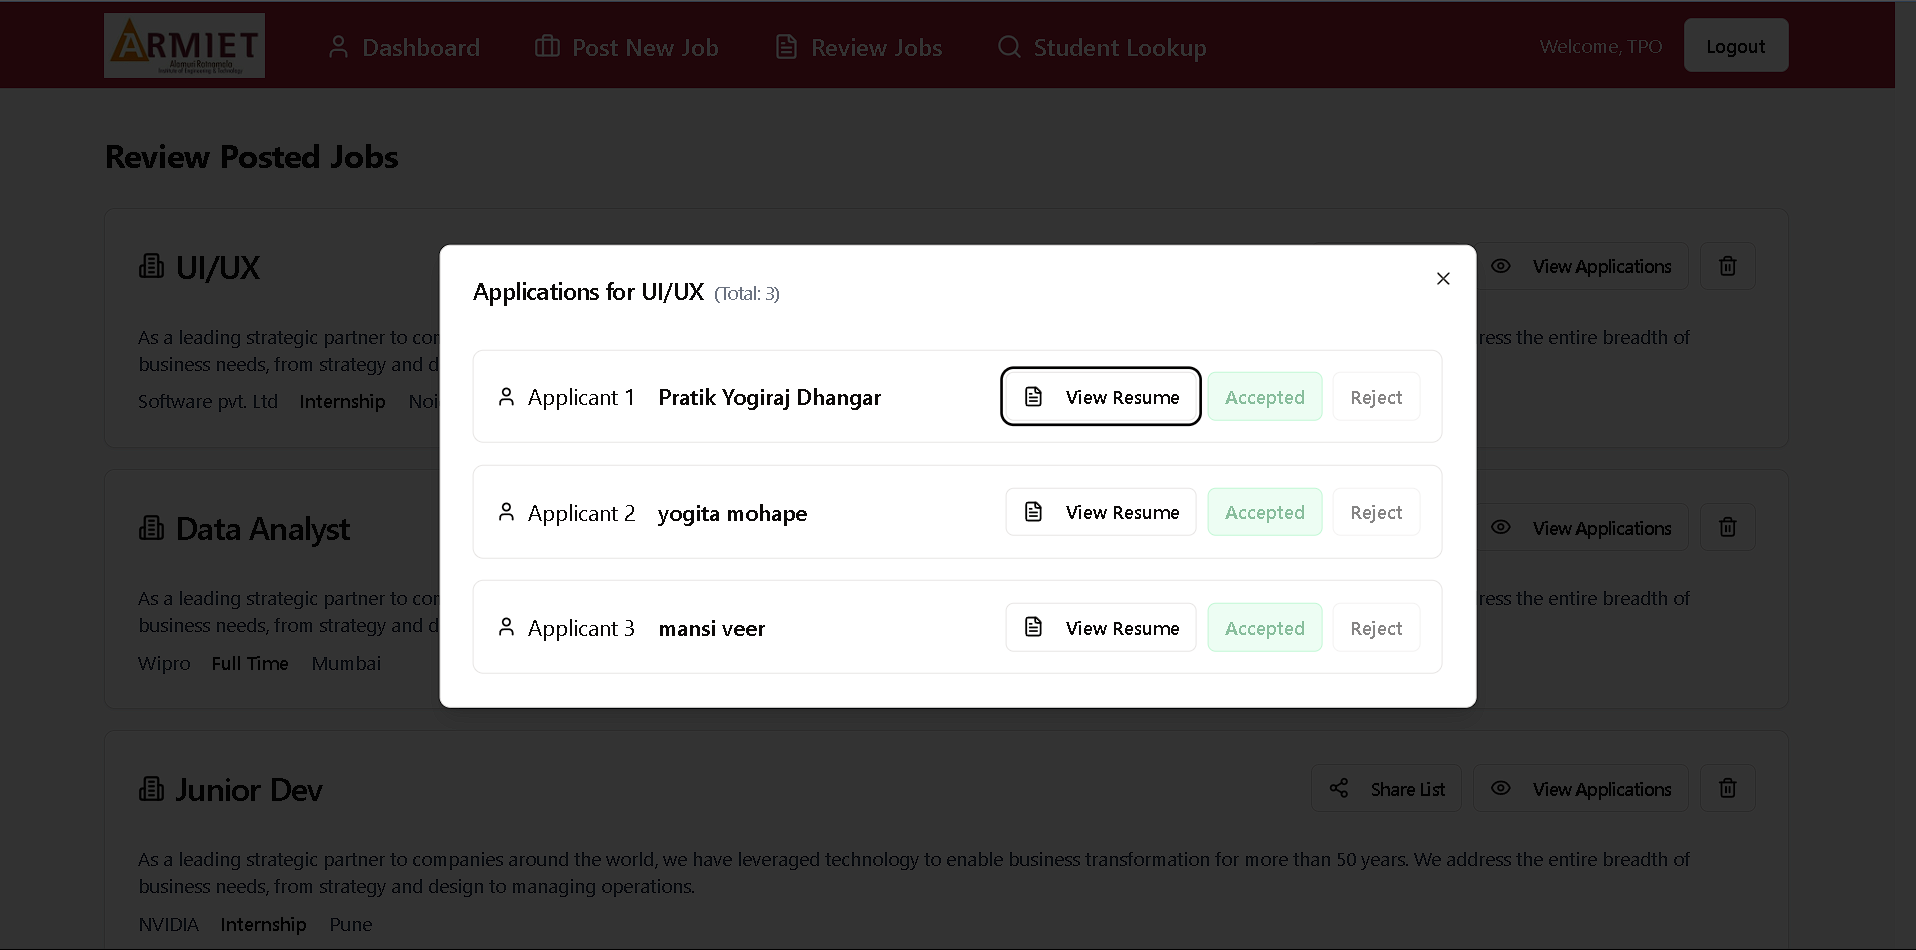 ARMIET
Alamuri Ratnamala
Institute of Engineering & Technology
Dashboard
Post New Job
Review Jobs
Student Lookup
Welcome, TPO
Logout
Review Posted Jobs
UI/UX
View Applications
As a leading strategic partner to co
ress the entire breadth of
business needs, from strategy and d
Software pvt. Ltd Internship Noi
Applications for UI/UX (Total: 3)
Applicant 1 Pratik Yogiraj Dhangar View Resume Accepted Reject
Applicant 2 yogita mohape View Resume Accepted Reject
Applicant 3 mansi veer View Resume Accepted Reject
Data Analyst
View Applications
As a leading strategic partner to co
ress the entire breadth of
business needs, from strategy and d
Wipro Full Time Mumbai
Junior Dev
Share List
View Applications
As a leading strategic partner to companies around the world, we have leveraged technology to enable business transformation for more than 50 years. We address the entire breadth of
business needs, from strategy and design to managing operations.
NVIDIA Internship Pune